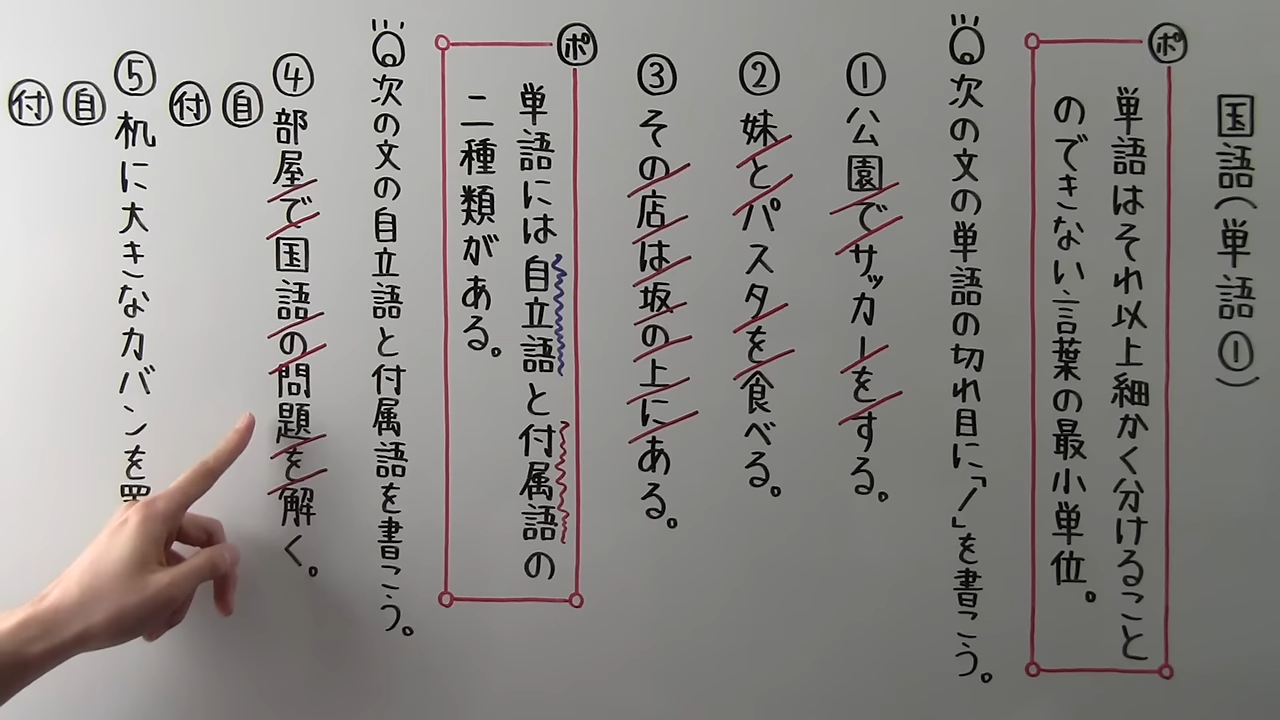 国語(単語①)
ポ
単語はそれ以上細かく分けること
のできない言葉の最小単位。
Q次の文の単語の切れ目に「/」を書こう。
①公園/で/サッカー/を/する。
②妹/と/パスタ/を/食べる。
③その/店/は/坂/の/上/に/ある。
ポ
単語には自立語と付属語の
二種類がある。
Q次の文の自立語と付属語を書こう。
④部屋/で/国語/の/問題/を/解く。
自
付
⑤机に大きなカバンを
自
付